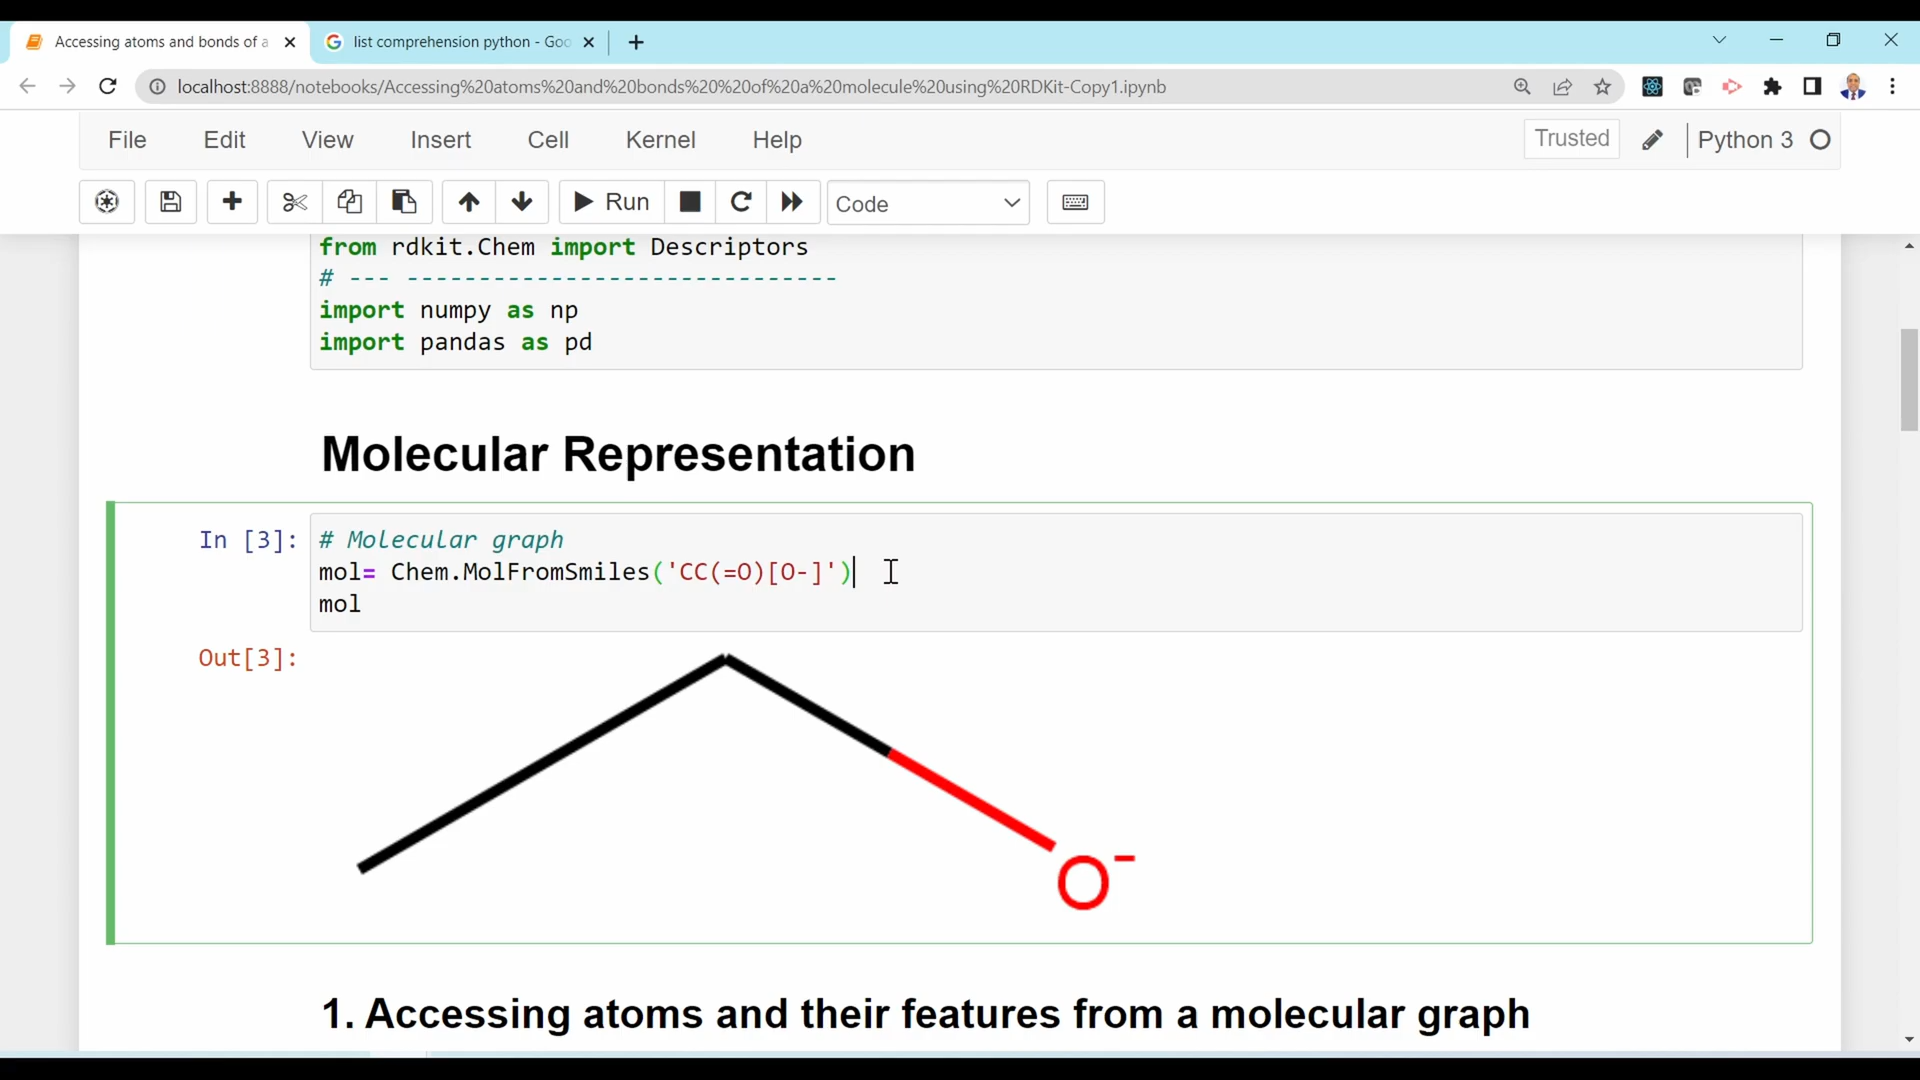 Accessing atoms and bonds of a
list comprehension python - Goo
localhost:8888/notebooks/Accessing%20atoms%20and%20bonds%20%20of%20a%20molecule%20using%20RDKit-Copy1.ipynb
File Edit View Insert Cell Kernel Help Trusted Python 3
Run Code
from rdkit.Chem import Descriptors
# --- ------------------------------
import numpy as np
import pandas as pd
Molecular Representation
In [3]: # Molecular graph
mol= Chem.MolFromSmiles('CC(=O)[O-]')
mol
Out[3]:
O−
1. Accessing atoms and their features from a molecular graph